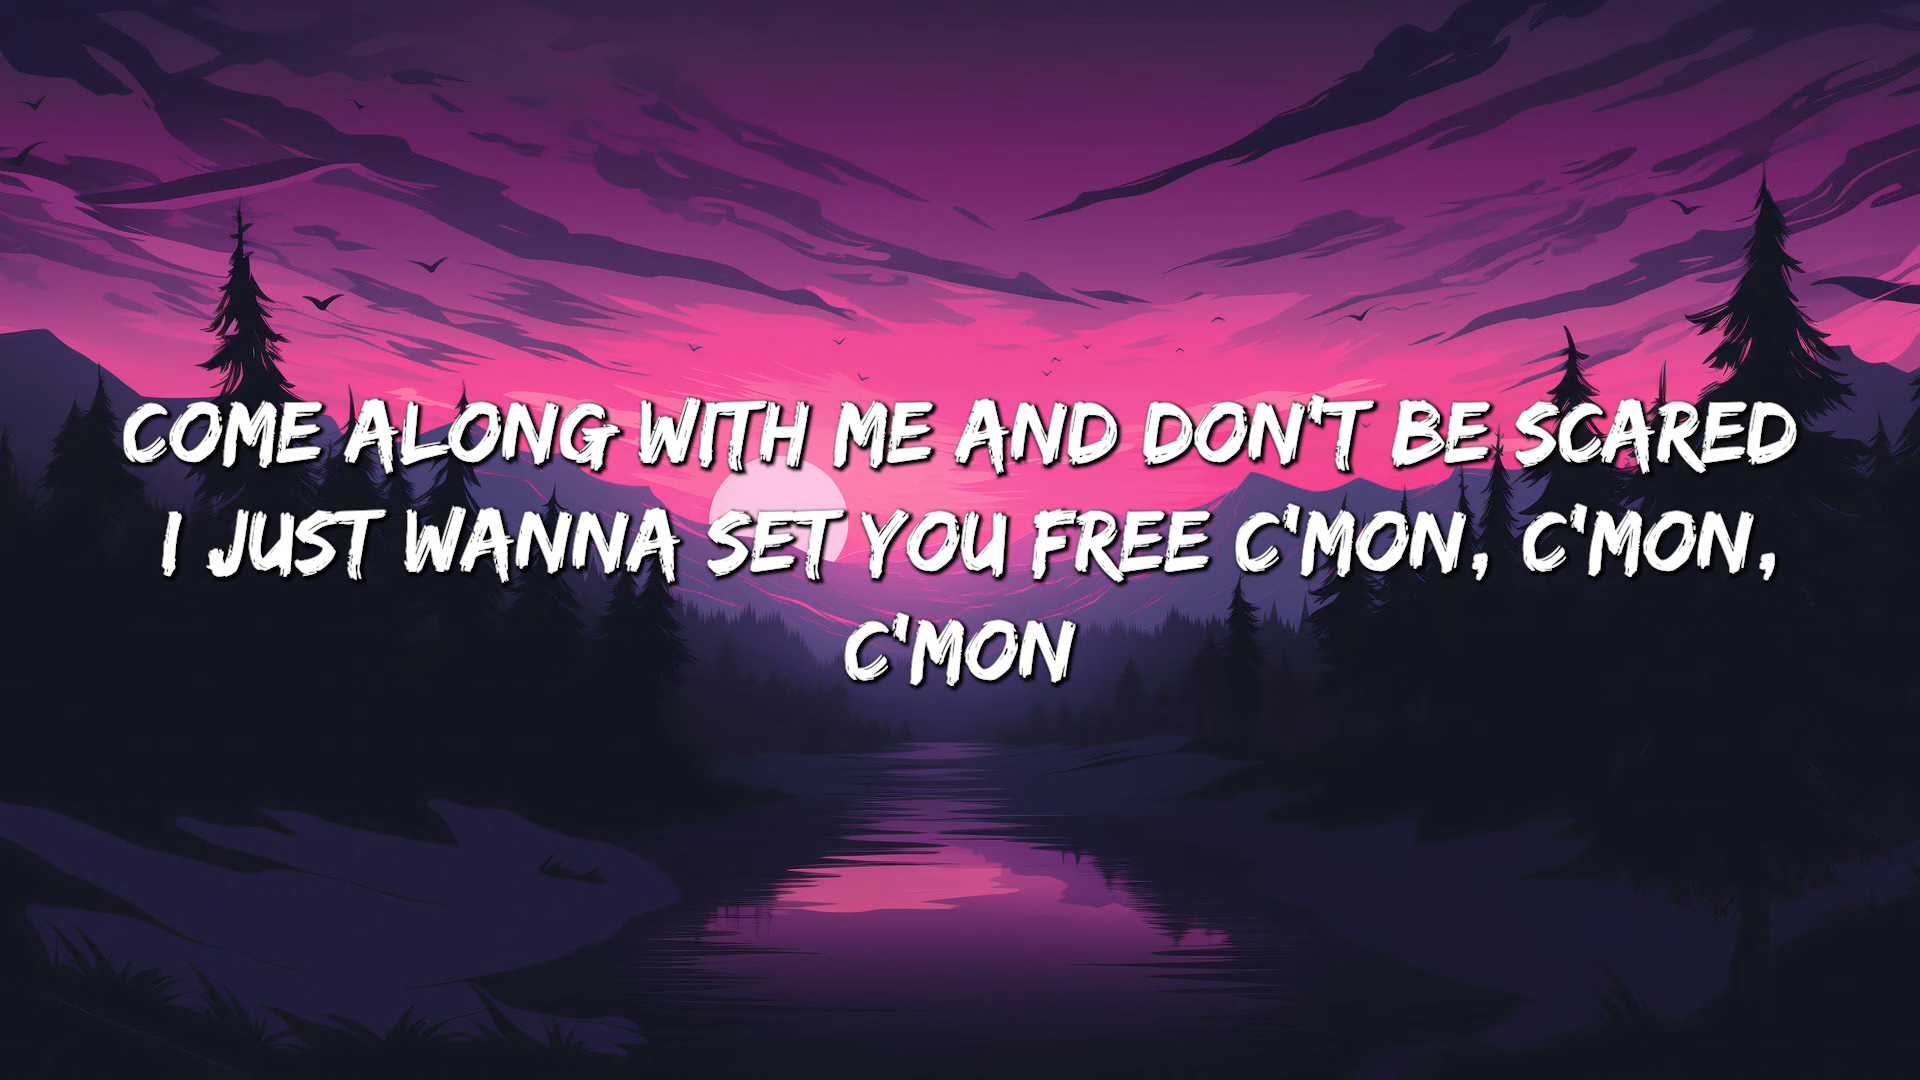 COME ALONG WITH ME AND DON'T BE SCARED
I JUST WANNA SET YOU FREE C'MON, C'MON,
C'MON